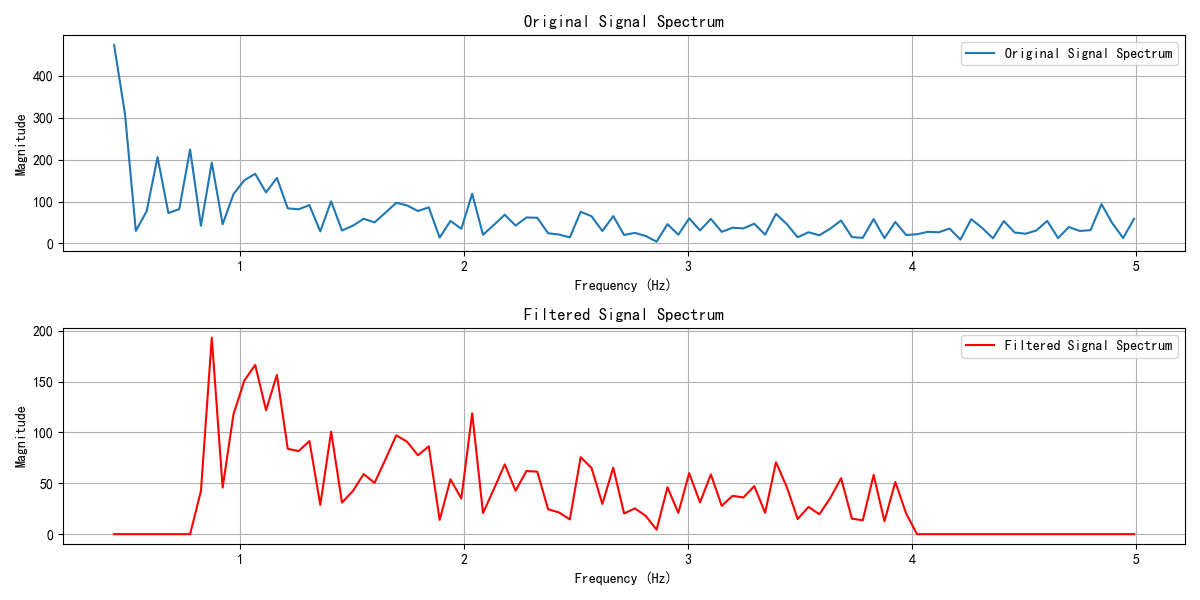 Original Signal Spectrum
Original Signal Spectrum
Magnitude
400
300
200
100
0
1 2 3 4 5
Frequency (Hz)
Filtered Signal Spectrum
Filtered Signal Spectrum
Magnitude
200
150
100
50
0
1 2 3 4 5
Frequency (Hz)